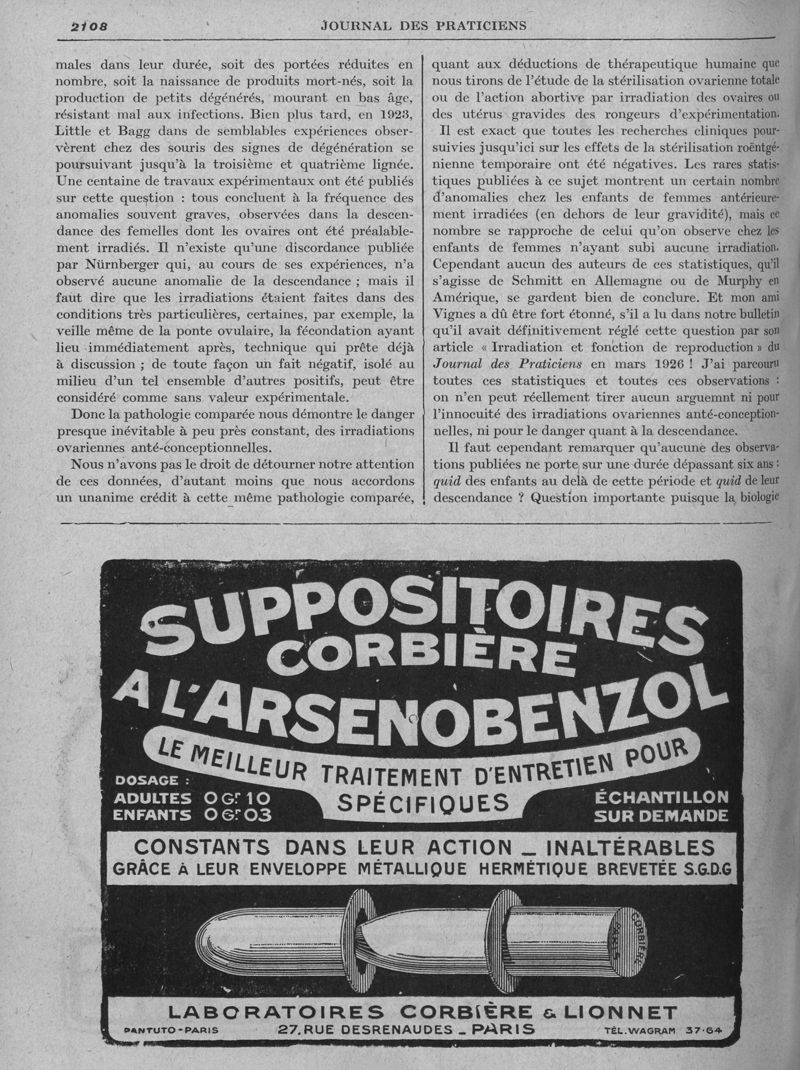 2108
JOURNAL DES PRATICIENS
males dans leur durée, soit des portées réduites en
nombre, soit la naissance de produits mort-nés, soit la
production de petits dégénérés, mourant en bas âge,
résistant mal aux infections. Bien plus tard, en 1923,
Little et Bagg dans de semblables expériences obser-
vèrent chez des souris des signes de dégénération se
poursuivant jusqu'à la troisième et quatrième lignée.
Une centaine de travaux expérimentaux ont été publiés
sur cette question : tous concluent à la fréquence des
anomalies souvent graves, observées dans la descen-
dance des femelles dont les ovaires ont été préalable-
ment irradiés. Il n'existe qu'une discordance publiée
par Nürnberger qui, au cours de ses expériences, n'a
observé aucune anomalie de la descendance ; mais il
faut dire que les irradiations étaient faites dans des
conditions très particulières, certaines, par exemple, la
veille même de la ponte ovulaire, la fécondation ayant
lieu immédiatement après, technique qui prête déjà
à discussion ; de toute façon un fait négatif, isolé au
milieu d'un tel ensemble d'autres positifs, peut être
considéré comme sans valeur expérimentale.
Donc la pathologie comparée nous démontre le danger
presque inévitable à peu près constant, des irradiations
ovariennes anté-conceptionnelles.
Nous n'avons pas le droit de détourner notre attention
de ces données, d'autant moins que nous accordons
un unanime crédit à cette même pathologie comparée,
quant aux déductions de thérapeutique humaine que
nous tirons de l'étude de la stérilisation ovarienne totale
ou de l'action abortive par irradiation des ovaires ou
des utérus gravides des rongeurs d'expérimentation.
Il est exact que toutes les recherches cliniques pour-
suivies jusqu'ici sur les effets de la stérilisation roëntgé-
nienne temporaire ont été négatives. Les rares statis-
tiques publiées à ce sujet montrent un certain nombre
d'anomalies chez les enfants de femmes antérieure-
ment irradiées (en dehors de leur gravidité), mais ce
nombre se rapproche de celui qu'on observe chez les
enfants de femmes n'ayant subi aucune irradiation.
Cependant aucun des auteurs de ces statistiques, qu'il
s'agisse de Schmitt en Allemagne ou de Murphy en
Amérique, se gardent bien de conclure. Et mon ami
Vignes a dû être fort étonné, s'il a lu dans notre bulletin
qu'il avait définitivement réglé cette question par son
article « Irradiation et fonction de reproduction » du
Journal des Praticiens en mars 1926 ! J'ai parcouru
toutes ces statistiques et toutes ces observations :
on n'en peut réellement tirer aucun arguemnt ni pour
l'innocuité des irradiations ovariennes anté-conception-
nelles, ni pour le danger quant à la descendance.
Il faut cependant remarquer qu'aucune des observa-
tions publiées ne porte sur une durée dépassant six ans :
quid des enfants au delà de cette période et quid de leur
descendance ? Question importante puisque la biologie
SUPPOSITOIRES
CORBIÈRE
A L'ARSENOBENZOL
LE MEILLEUR TRAITEMENT D'ENTRETIEN POUR
SPÉCIFIQUES
DOSAGE :
ADULTES 0 Gr 10
ENFANTS 0 Gr 03
ÉCHANTILLON
SUR DEMANDE
CONSTANTS DANS LEUR ACTION _ INALTÉRABLES
GRÂCE À LEUR ENVELOPPE MÉTALLIQUE HERMÉTIQUE BREVETÉE S.G.D.G
CORBIÈRE
PARIS
LABORATOIRES CORBIÈRE & LIONNET
PANTUTO-PARIS
27, RUE DESRENAUDES _ PARIS
TÉL. WAGRAM 37-64